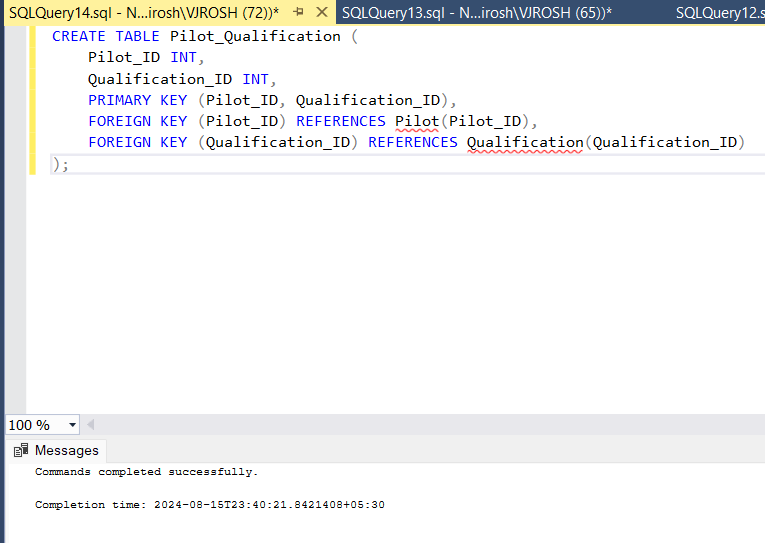 SQLQuery14.sql - N...irosh\VJROSH (72))* SQLQuery13.sql - N...irosh\VJROSH (65))* SQLQuery12.s
CREATE TABLE Pilot_Qualification (
Pilot_ID INT,
Qualification_ID INT,
PRIMARY KEY (Pilot_ID, Qualification_ID),
FOREIGN KEY (Pilot_ID) REFERENCES Pilot(Pilot_ID),
FOREIGN KEY (Qualification_ID) REFERENCES Qualification(Qualification_ID)
);
100 %
Messages
Commands completed successfully.
Completion time: 2024-08-15T23:40:21.8421408+05:30